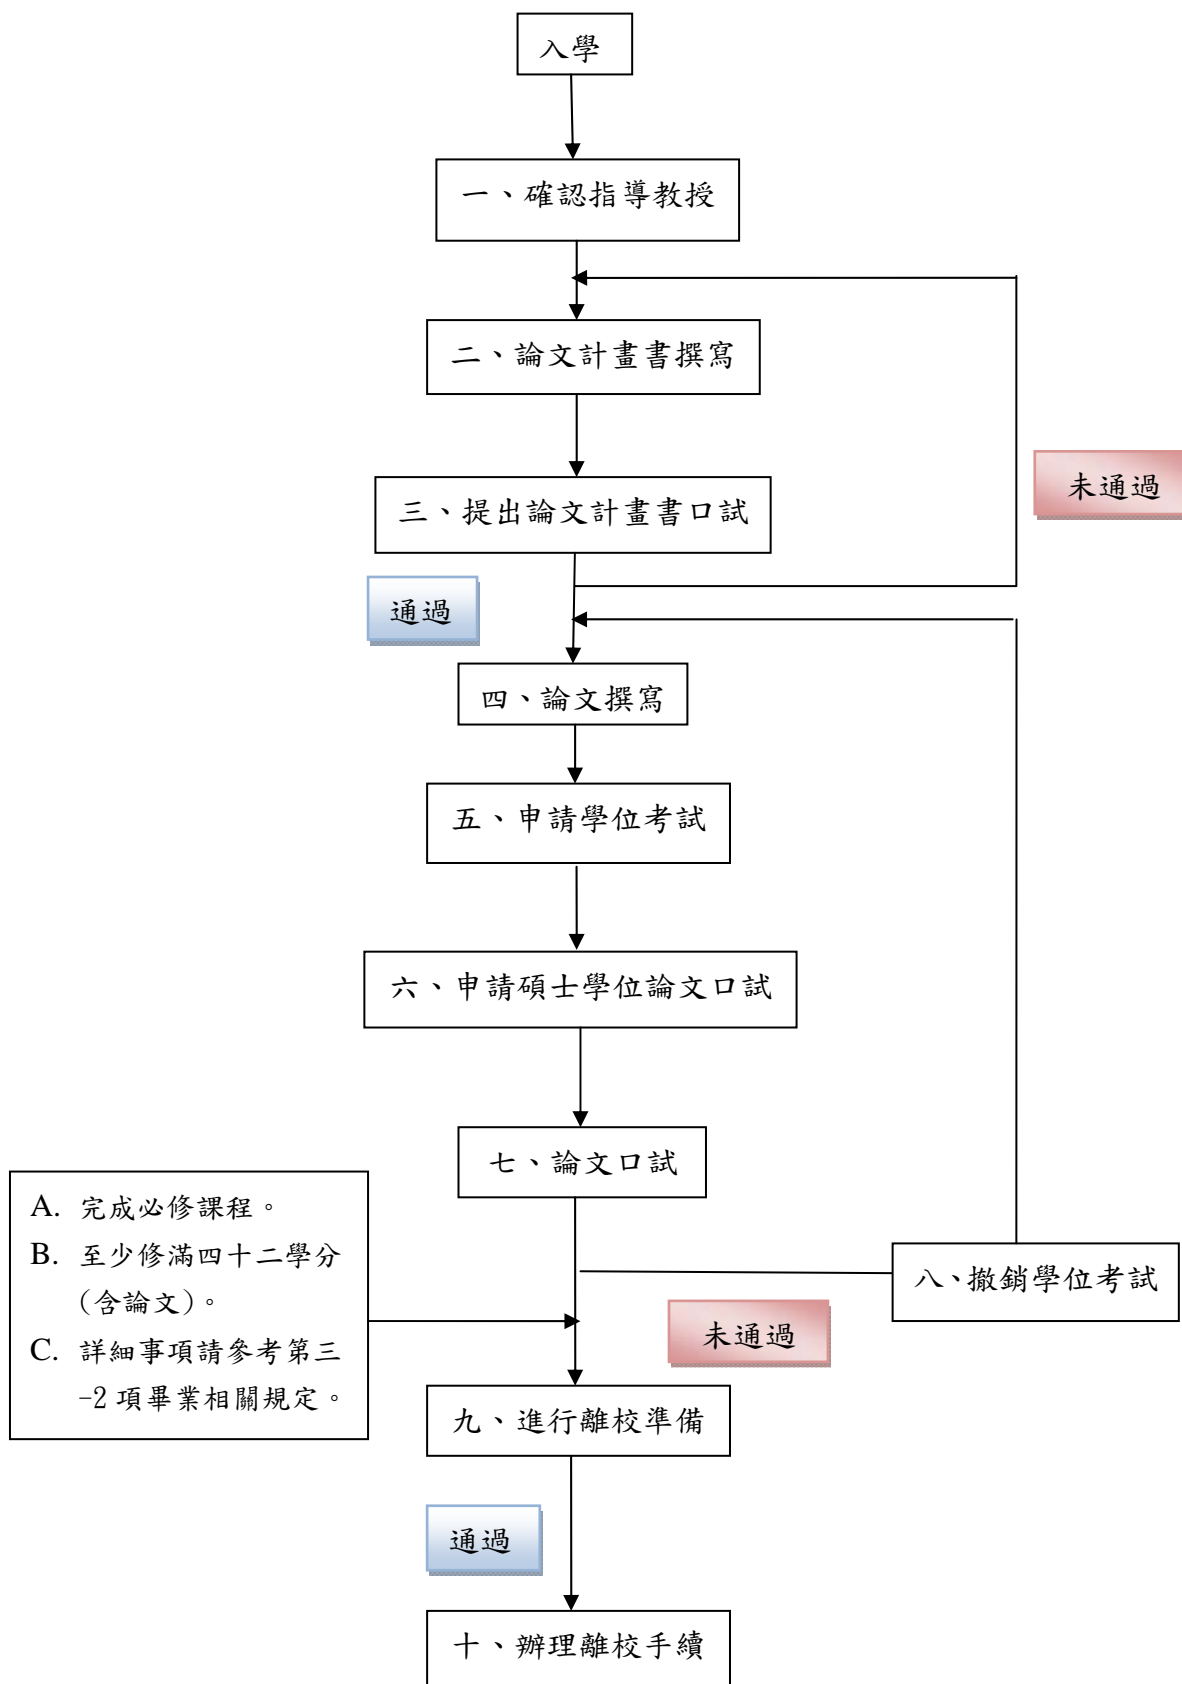 入學
一、確認指導教授
二、論文計畫書撰寫
未通過
三、提出論文計畫書口試
通過
四、論文撰寫
五、申請學位考試
六、申請碩士學位論文口試
七、論文口試
A. 完成必修課程。
B. 至少修滿四十二學分
(含論文)。
C. 詳細事項請參考第三
-2 項畢業相關規定。
八、撤銷學位考試
未通過
九、進行離校準備
通過
十、辦理離校手續